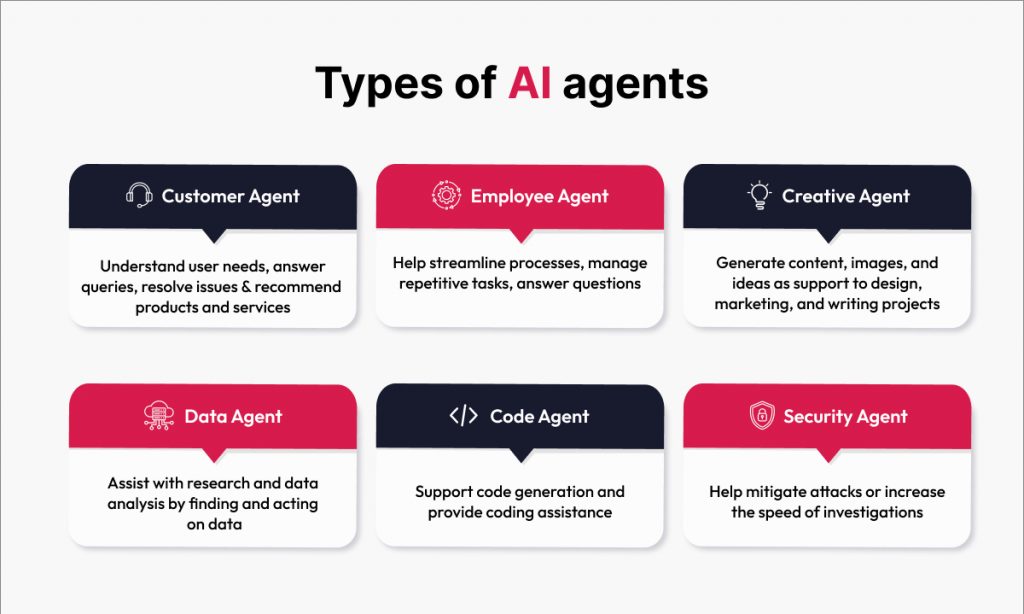 Types of AI agents
Customer Agent
Understand user needs, answer
queries, resolve issues & recommend
products and services
Employee Agent
Help streamline processes, manage
repetitive tasks, answer questions
Creative Agent
Generate content, images, and
ideas as support to design,
marketing, and writing projects
Data Agent
Assist with research and data
analysis by finding and acting
on data
</> Code Agent
Support code generation and
provide coding assistance
Security Agent
Help mitigate attacks or increase
the speed of investigations